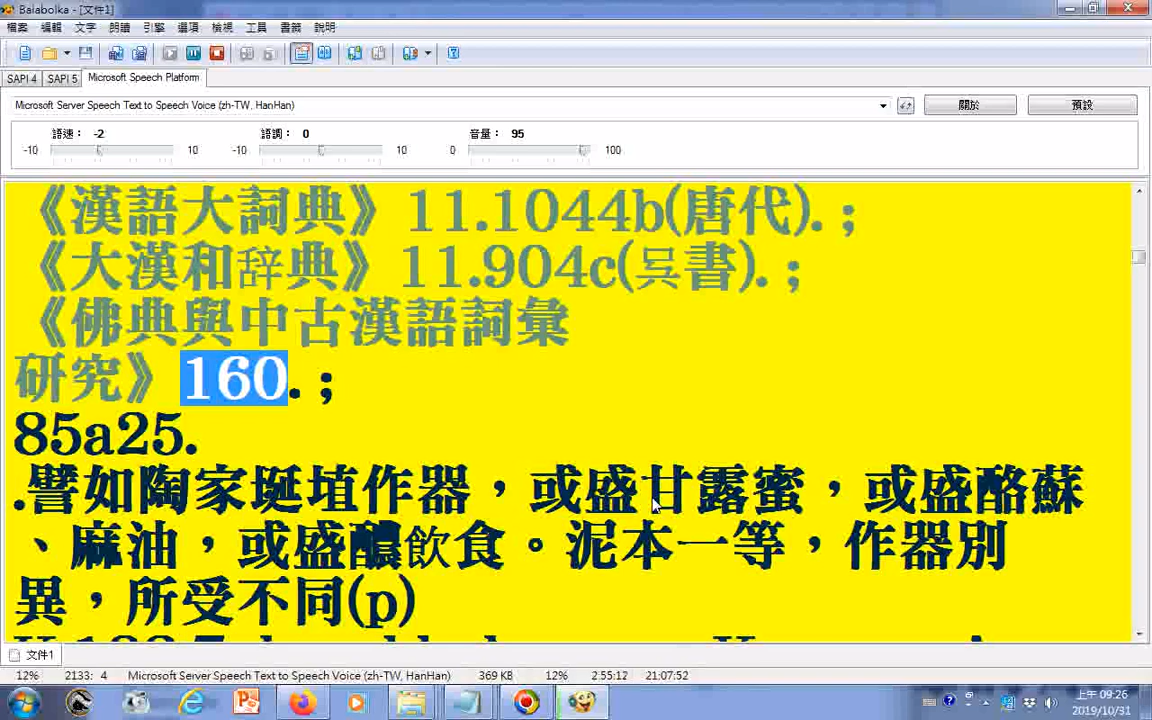 Balabolka - [文件1]
檔案 編輯 文字 朗讀 引擎 選項 檢視 工具 書籤 說明
SAPI 4 SAPI 5 Microsoft Speech Platform
Microsoft Server Speech Text to Speech Voice (zh-TW, HanHan) 關於 預設
語速： -2 語調： 0 音量： 95
-10 10 -10 10 0 100
《漢語大詞典》11.1044b(唐代).；
《大漢和辞典》11.904c(呉書).；
《佛典與中古漢語詞彙
研究》160.；
85a25.
.譬如陶家埏埴作器，或盛甘露蜜，或盛酪蘇
、麻油，或盛醲飲食。泥本一等，作器別
異，所受不同(p)
文件1
12% 2133: 4 Microsoft Server Speech Text to Speech Voice (zh-TW, HanHan) 369 KB 12% 2:55:12 21:07:52
上午 09:26
2019/10/31